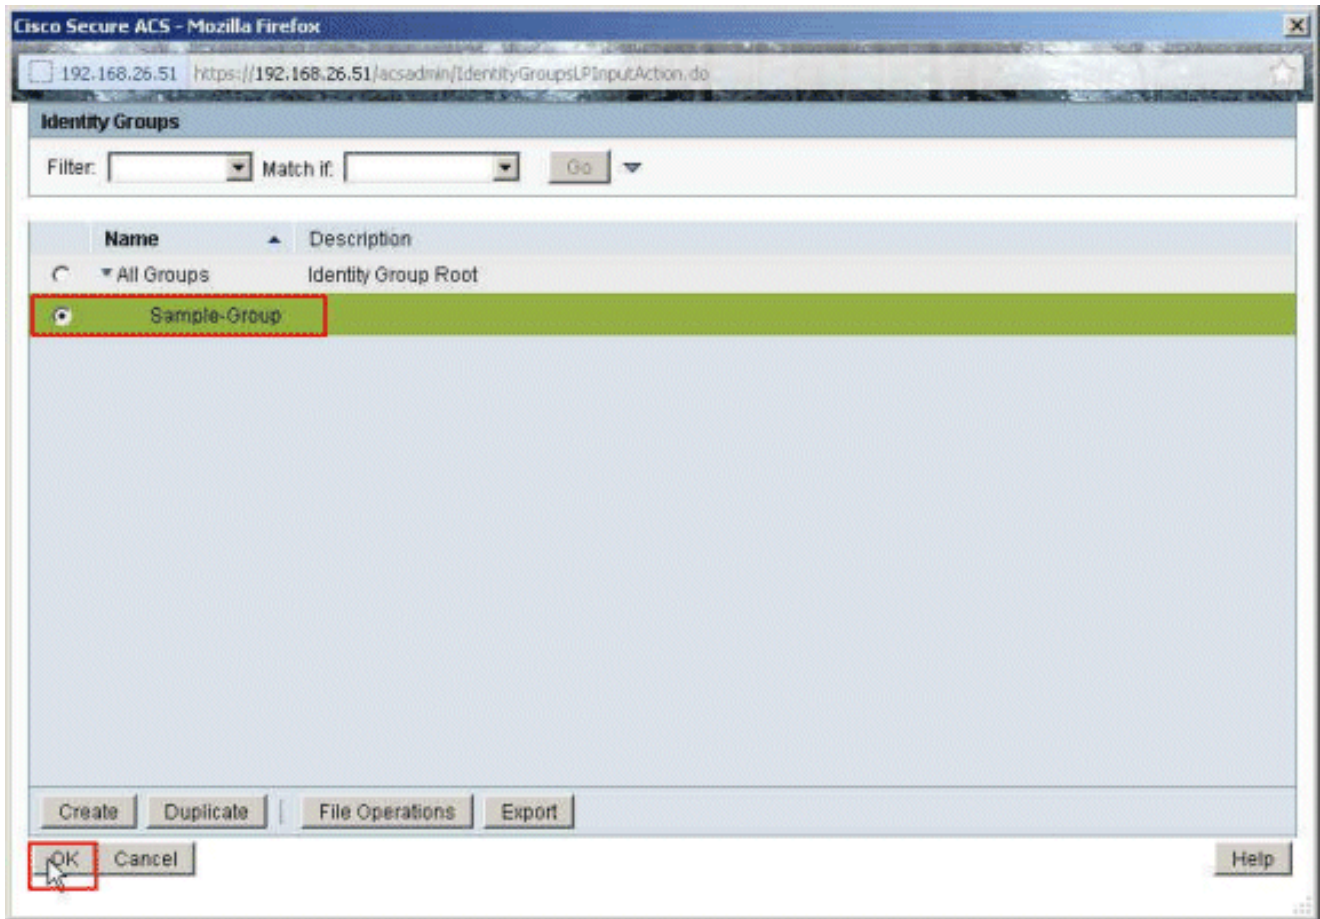 Cisco Secure ACS - Mozilla Firefox
192.168.26.51 https://192.168.26.51/acsadmin/IdentityGroupsLPInputAction.do
Identity Groups
Filter: Match if: Go
Name Description
All Groups Identity Group Root
Sample-Group
Create Duplicate File Operations Export
OK Cancel Help